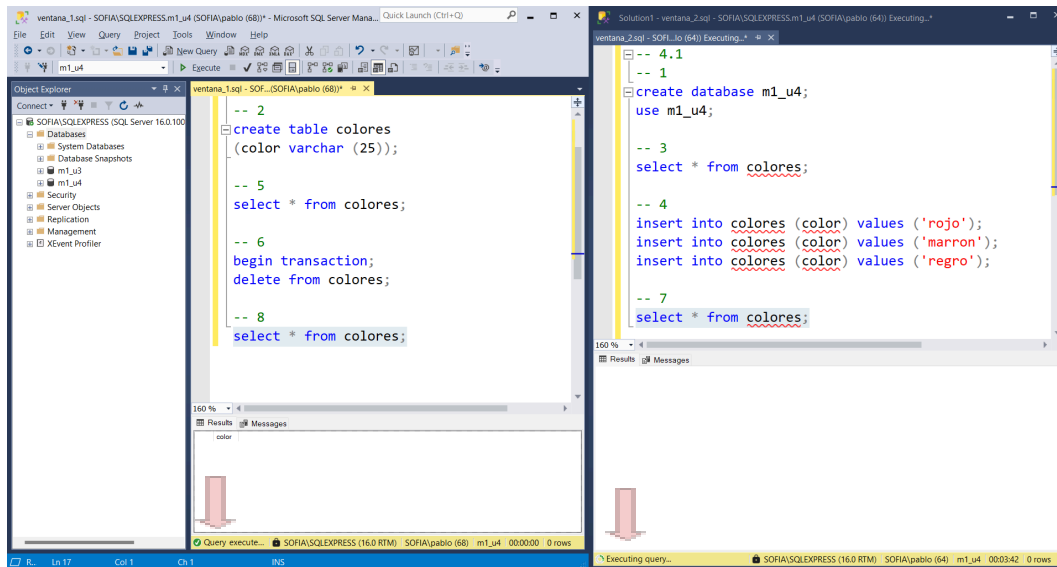 ventana_1.sql - SOFIA\SQLEXPRESS.m1_u4 (SOFIA\pablo (68))* - Microsoft SQL Server Mana...
Quick Launch (Ctrl+Q)
File Edit View Query Project Tools Window Help
New Query
m1_u4
Execute
Object Explorer
Connect
SOFIA\SQLEXPRESS (SQL Server 16.0.100
Databases
System Databases
Database Snapshots
m1_u3
m1_u4
Security
Server Objects
Replication
Management
XEvent Profiler
ventana_1.sql - SOF...(SOFIA\pablo (68))*
-- 2
create table colores
(color varchar (25));
-- 5
select * from colores;
-- 6
begin transaction;
delete from colores;
-- 8
select * from colores;
160 %
Results Messages
color
Query execute... SOFIA\SQLEXPRESS (16.0 RTM) SOFIA\pablo (68) m1_u4 00:00:00 0 rows
R... Ln 17 Col 1 Ch 1 INS
Solution1 - ventana_2.sql - SOFIA\SQLEXPRESS.m1_u4 (SOFIA\pablo (64)) Executing...*
ventana_2.sql - SOFI...lo (64)) Executing...*
-- 4.1
-- 1
create database m1_u4;
use m1_u4;
-- 3
select * from colores;
-- 4
insert into colores (color) values ('rojo');
insert into colores (color) values ('marron');
insert into colores (color) values ('regro');
-- 7
select * from colores;
160 %
Results Messages
Executing query... SOFIA\SQLEXPRESS (16.0 RTM) SOFIA\pablo (64) m1_u4 00:03:42 0 rows